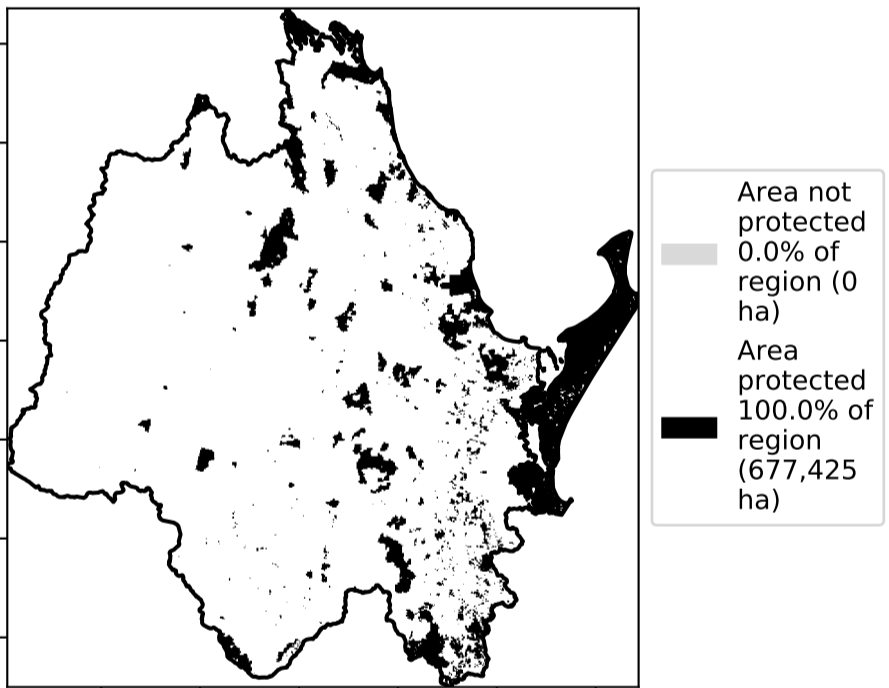 Area not
protected
0.0% of
region (0
ha)
Area
protected
100.0% of
region
(677,425
ha)